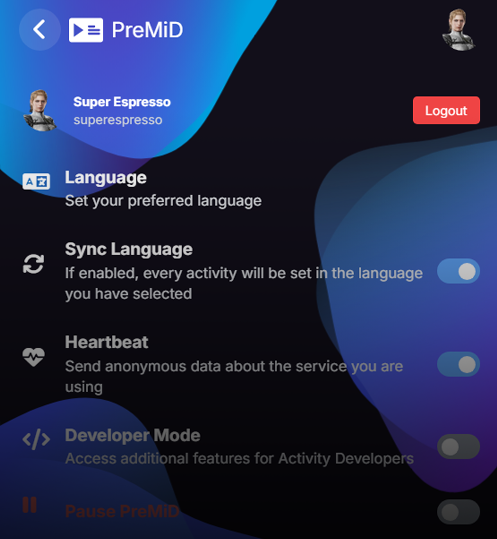 PreMiD
Super Espresso
superespresso
Logout
Language
Set your preferred language
Sync Language
If enabled, every activity will be set in the language
you have selected
Heartbeat
Send anonymous data about the service you are
using
Developer Mode
Access additional features for Activity Developers
Pause PreMiD